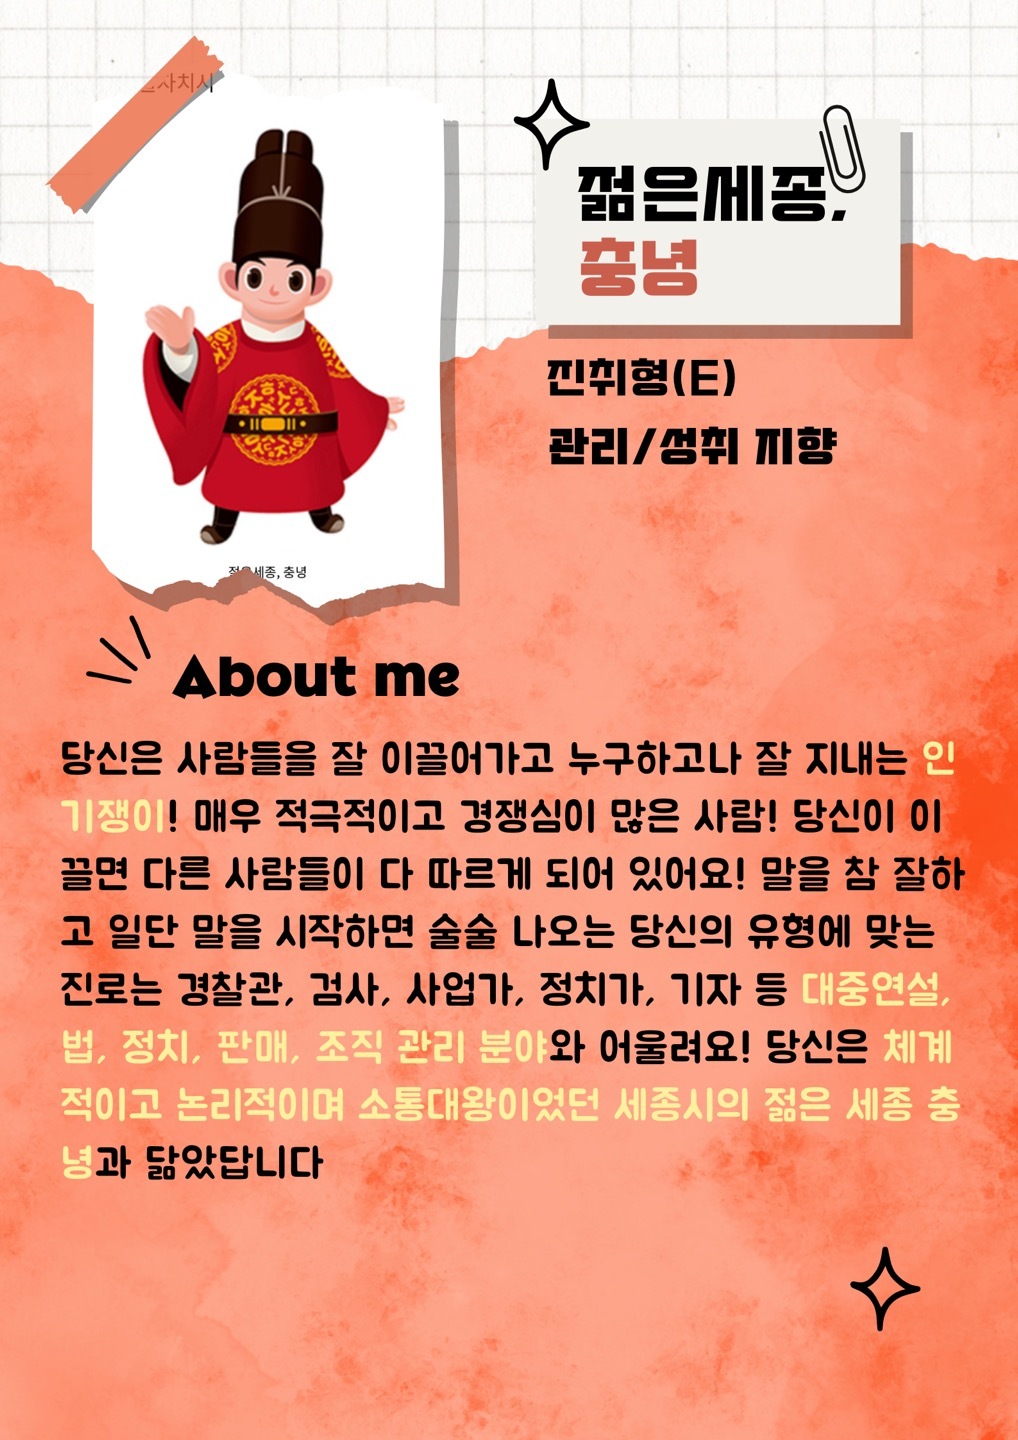 자치시
젊은세종,
충녕
진취형(E)
관리/성취 지향
세종, 충녕
About me
당신은 사람들을 잘 이끌어가고 누구하고나 잘 지내는 인
기쟁이! 매우 적극적이고 경쟁심이 많은 사람! 당신이 이
끌면 다른 사람들이 다 따르게 되어 있어요! 말을 참 잘하
고 일단 말을 시작하면 술술 나오는 당신의 유형에 맞는
진로는 경찰관, 검사, 사업가, 정치가, 기자 등 대중연설,
법, 정치, 판매, 조직 관리 분야와 어울려요! 당신은 체계
적이고 논리적이며 소통대왕이었던 세종시의 젊은 세종 충
녕과 닮았답니다